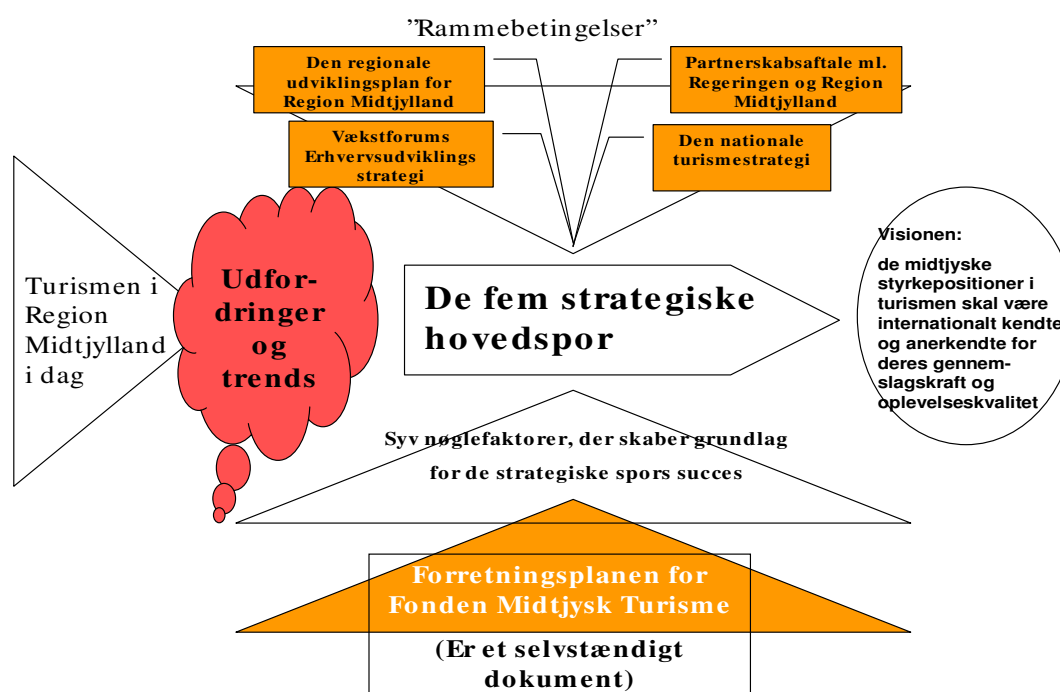 ”Rammebetingelser”
Den regionale
udviklingsplan for
Region Midtjylland
Partnerskabsaftale ml.
Regeringen og Region
Midtjylland
Vækstforums
Erhvervsudviklings
strategi
Den nationale
turismestrategi
Turismen i
Region
Midtjylland
i dag
Udfor-
dringer
og
trends
De fem strategiske
hovedspor
Visionen:
de midtjyske
styrkepositioner i
turismen skal være
internationalt kendte
og anerkendte for
deres gennem-
slagskraft og
oplevelseskvalitet
Syv nøglefaktorer, der skaber grundlag
for de strategiske spors succes
Forretningsplanen for
Fonden Midtjysk Turisme
(Er et selvstændigt
dokument)